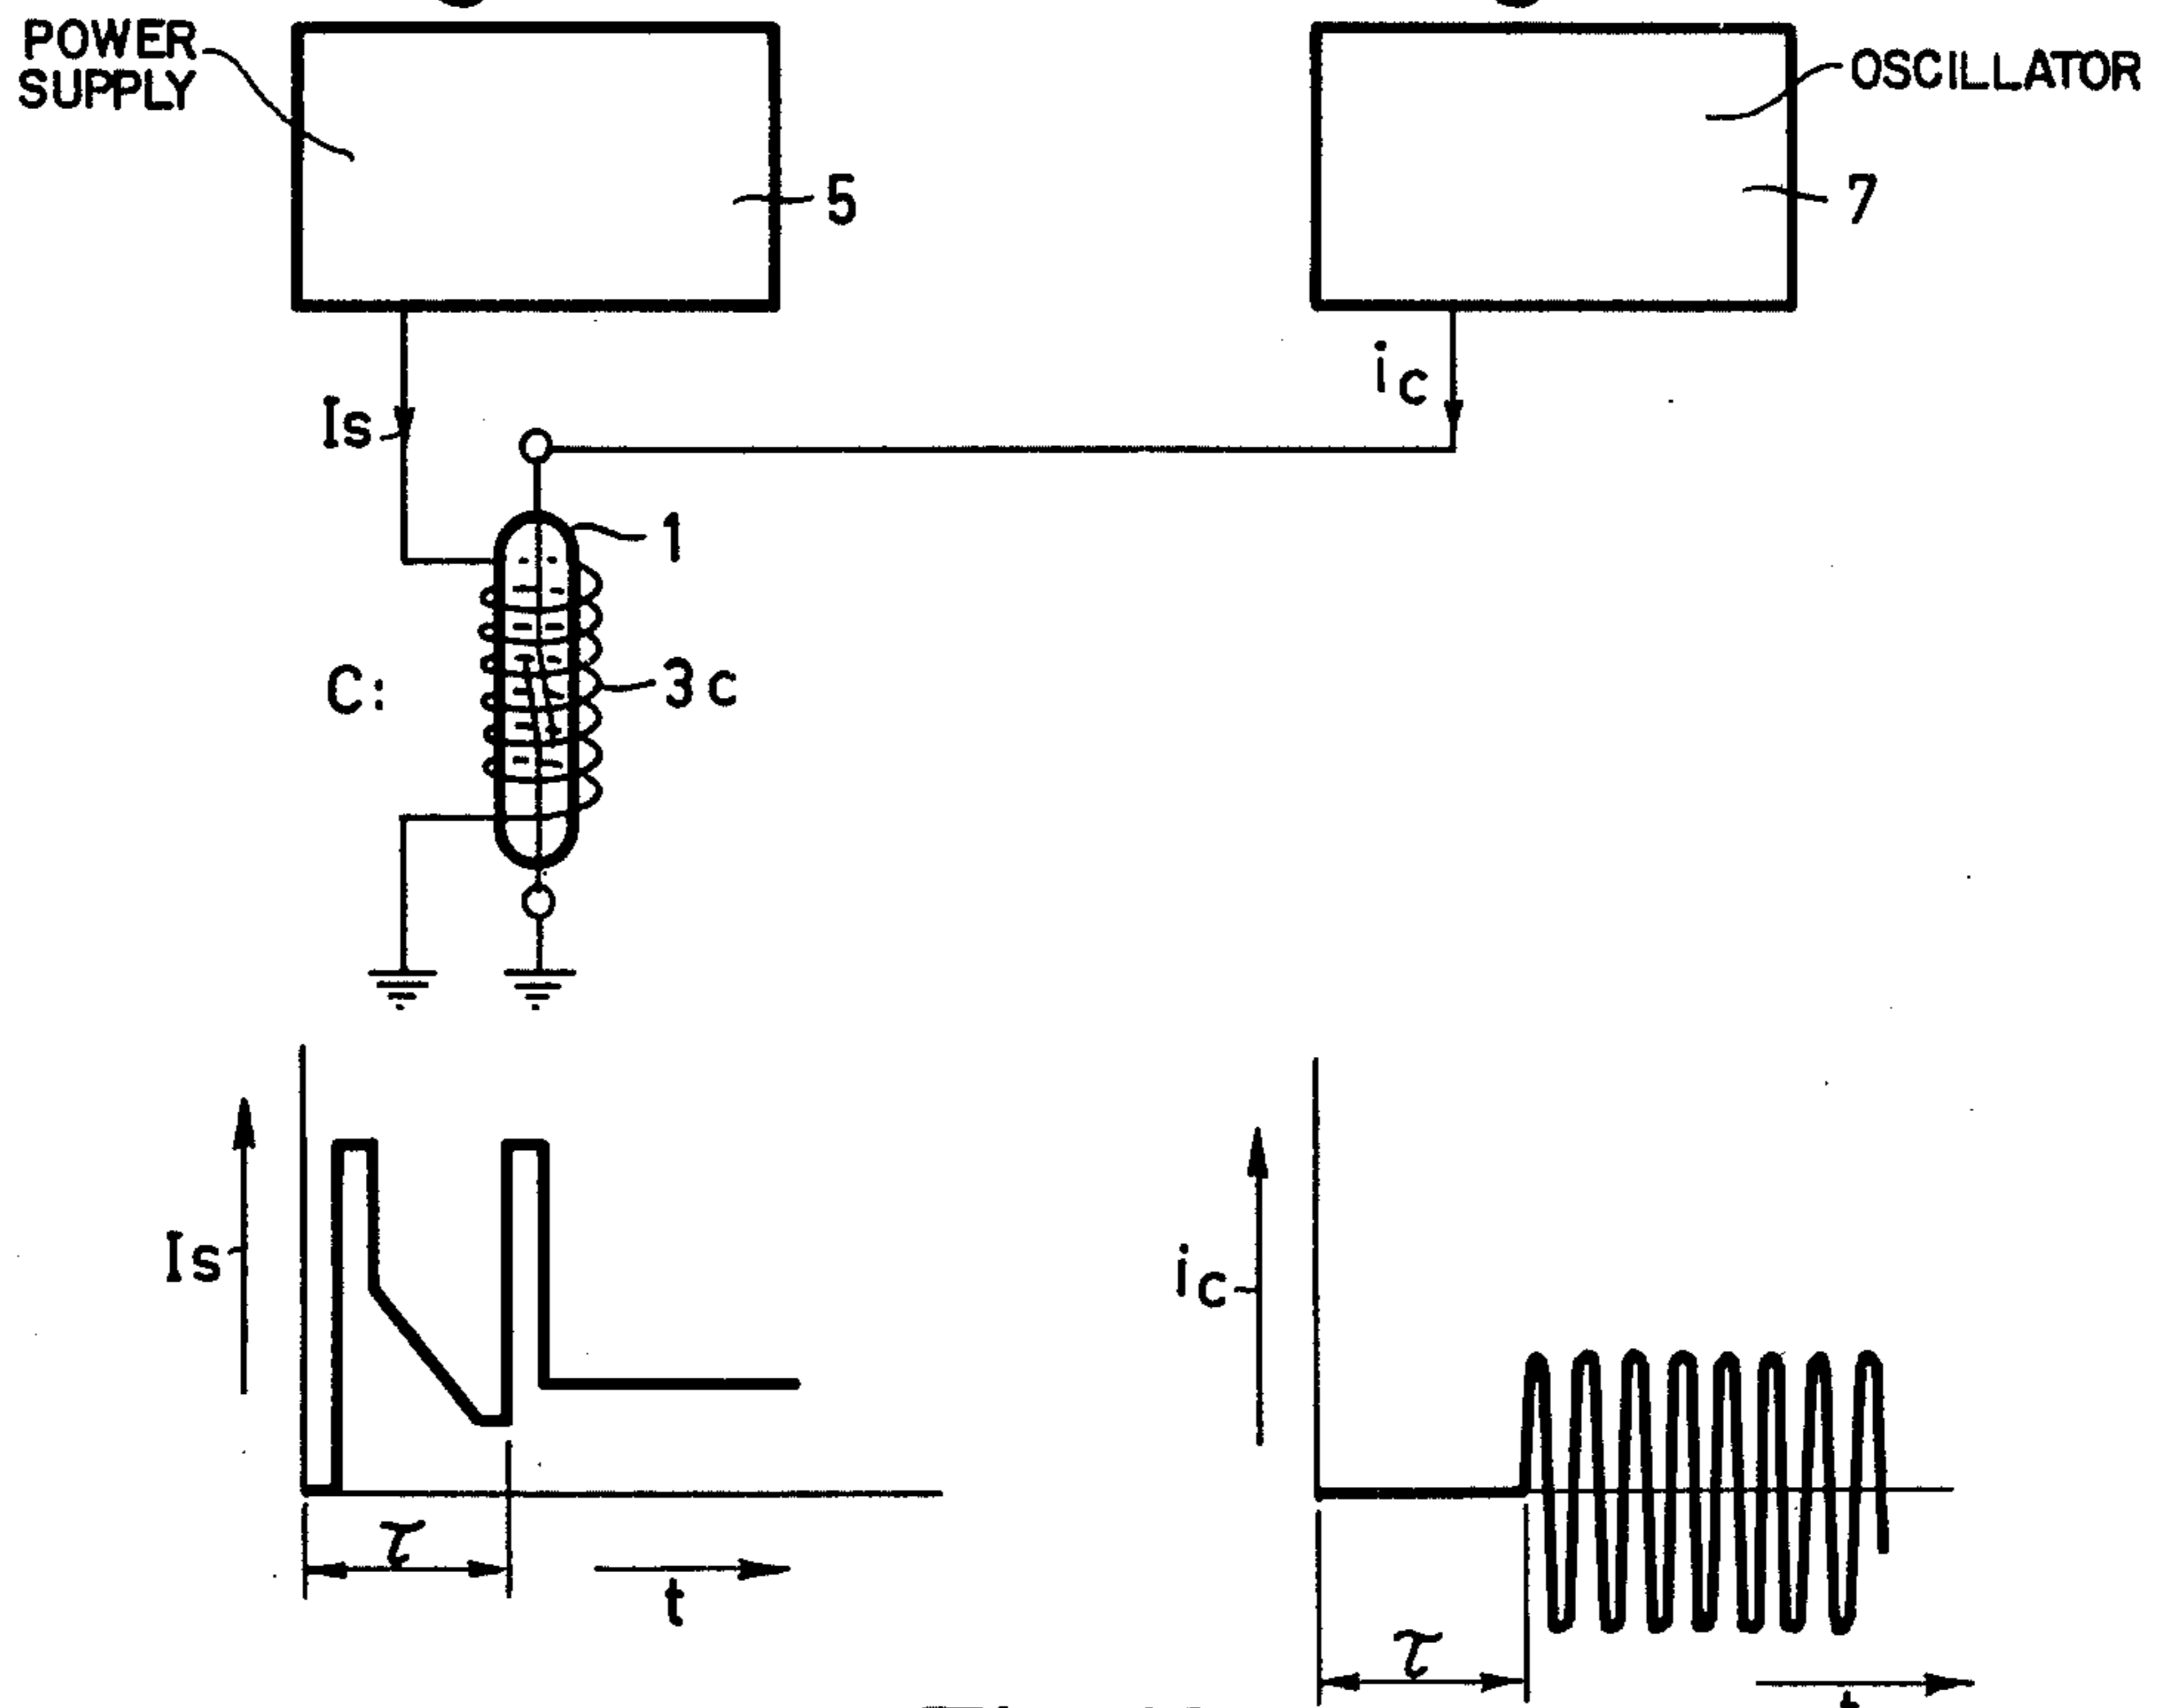 POWER
SUPPLY
OSCILLATOR
5
7
Is
ic
1
C:
3c
Is
ic
τ
t
τ